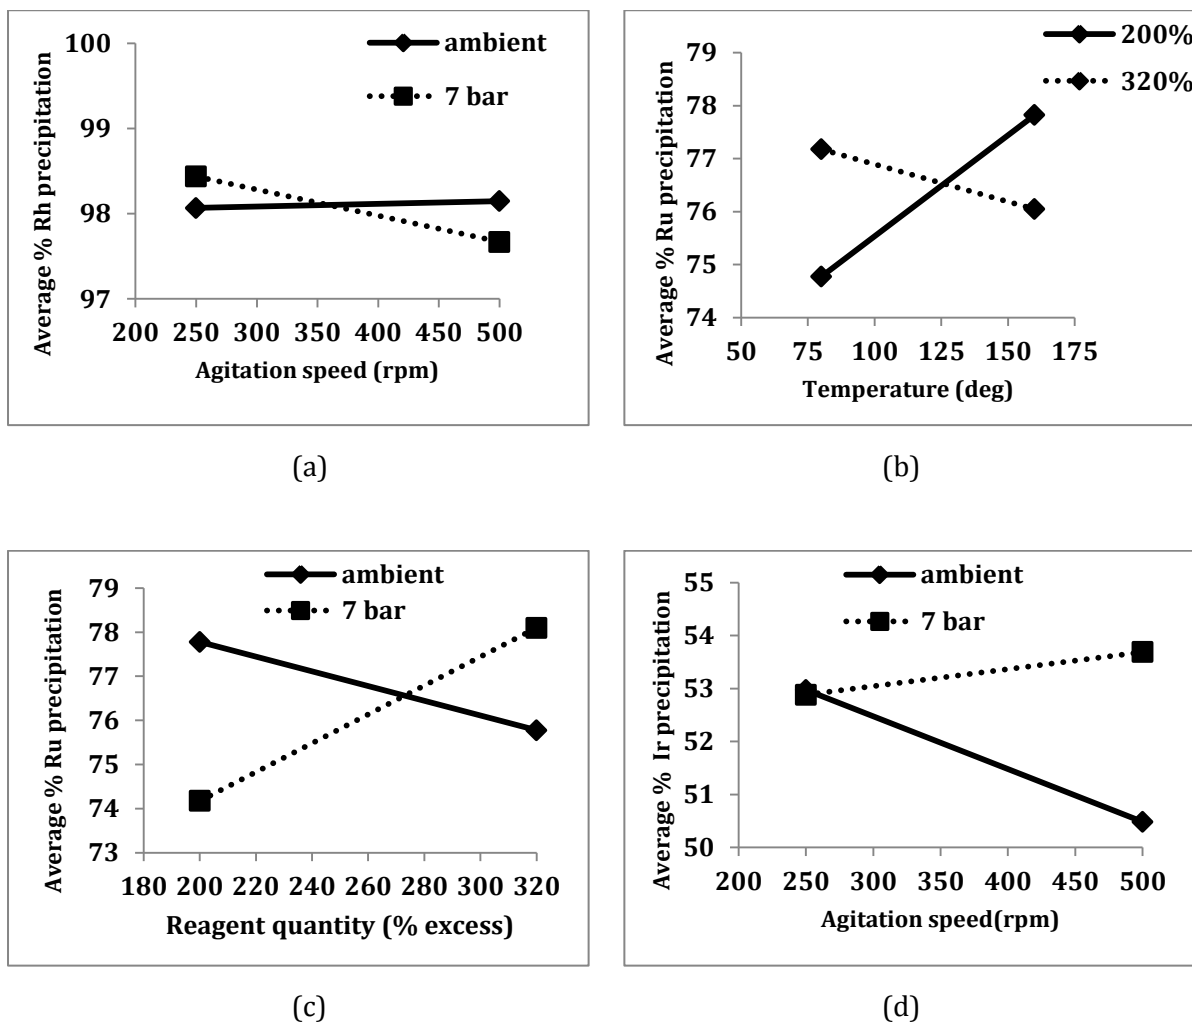 100
99
98
97
200 250 300 350 400 450 500
Average % Rh precipitation
Agitation speed (rpm)
ambient
7 bar
(a)
79
78
77
76
75
74
50 75 100 125 150 175
Average % Ru precipitation
Temperature (deg)
200%
320%
(b)
79
78
77
76
75
74
73
180 200 220 240 260 280 300 320
Average % Ru precipitation
Reagent quantity (% excess)
ambient
7 bar
(c)
55
54
53
52
51
50
200 250 300 350 400 450 500
Average % Ir precipitation
Agitation speed(rpm)
ambient
7 bar
(d)